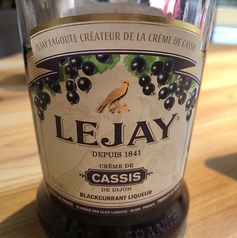 LEJAY LAGOUTE CRÉATEUR DE LA CRÈME DE CASSIS
LEJAY
DEPUIS 1841
CRÈME DE
CASSIS
DE DIJON
BLACKCURRANT LIQUEUR